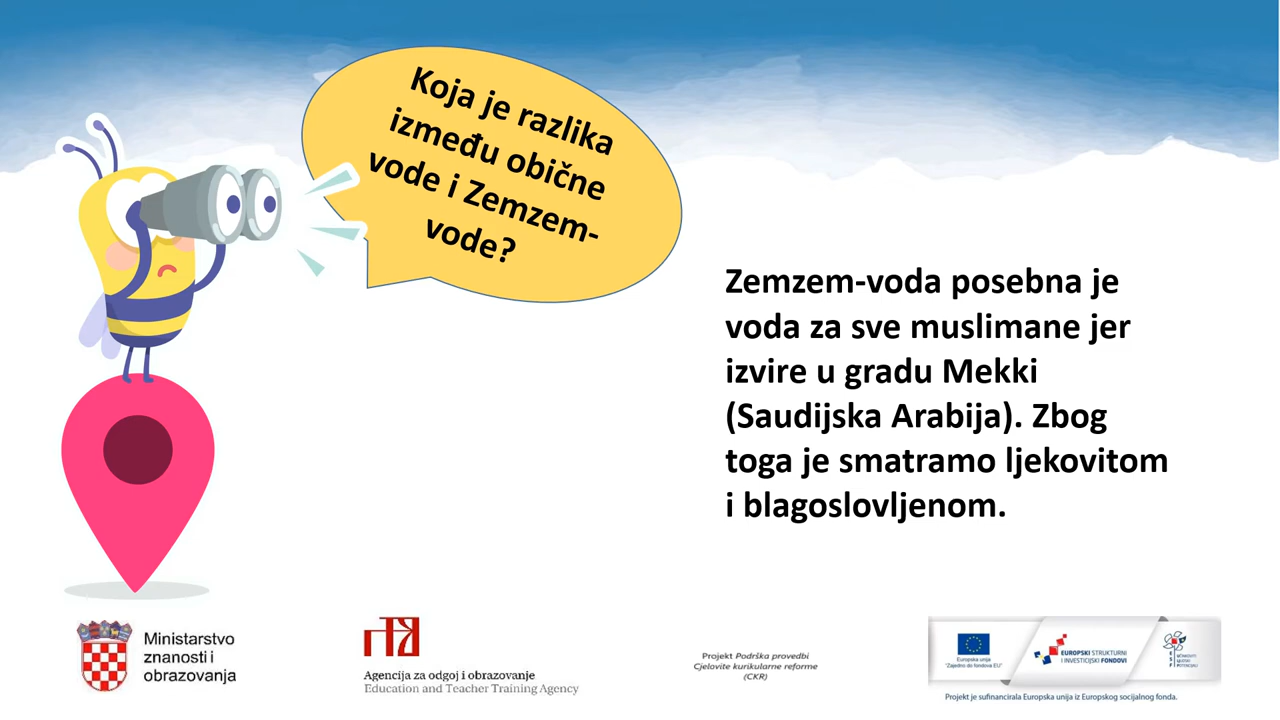 Koja je razlika
između obične
vode i Zemzem-
vode?
Zemzem-voda posebna je
voda za sve muslimane jer
izvire u gradu Mekki
(Saudijska Arabija). Zbog
toga je smatramo ljekovitom
i blagoslovljenom.
Ministarstvo
znanosti i
obrazovanja
Agencija za odgoj i obrazovanje
Education and Teacher Training Agency
Projekt Podrška provedbi
Cjelovite kurikularne reforme
(CKR)
Europska unija
"Zajedno do fondova EU"
EUROPSKI STRUKTURNI
I INVESTICIJSKI FONDOVI
UČINKOVITI
LJUDSKI
POTENCIJALI
Projekt je sufinancirala Europska unija iz Europskog socijalnog fonda.